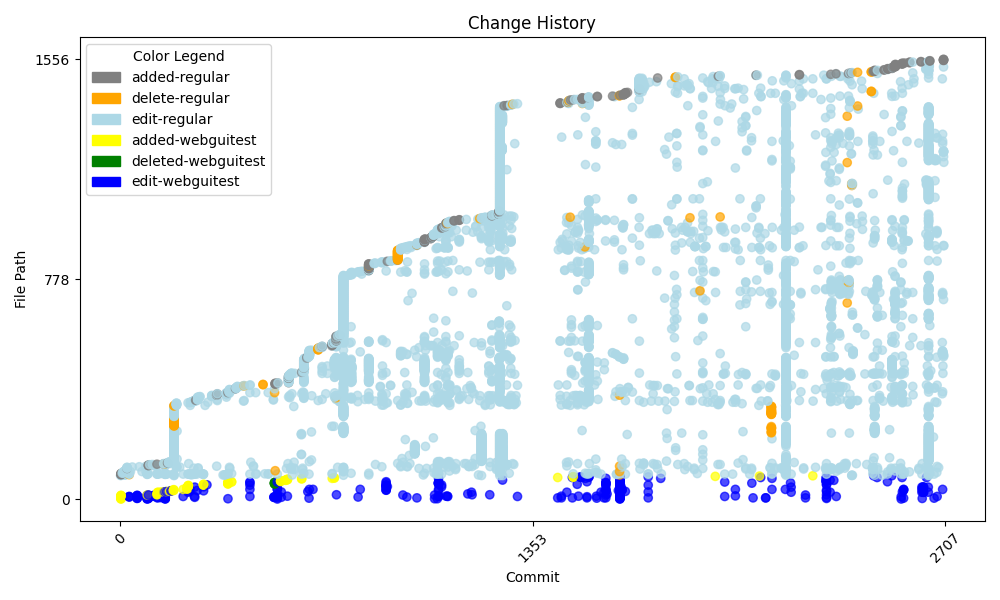 Change History
Color Legend
added-regular
delete-regular
edit-regular
added-webguitest
deleted-webguitest
edit-webguitest
1556
778
0
File Path
0
1353
2707
Commit